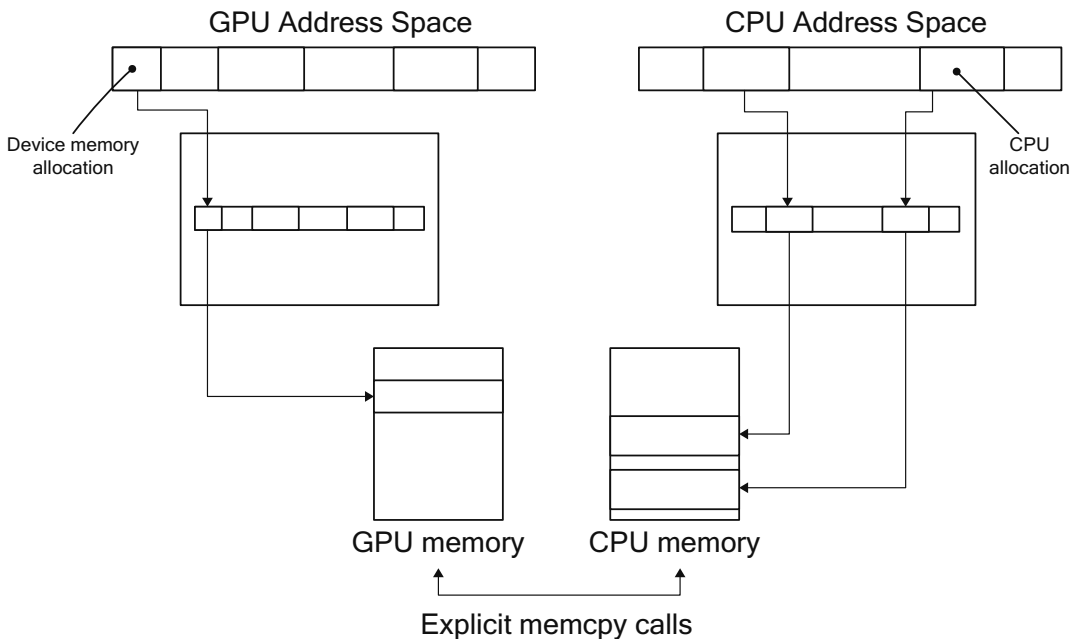 GPU Address Space
CPU Address Space
Device memory
allocation
CPU
allocation
GPU memory
CPU memory
Explicit memcpy calls